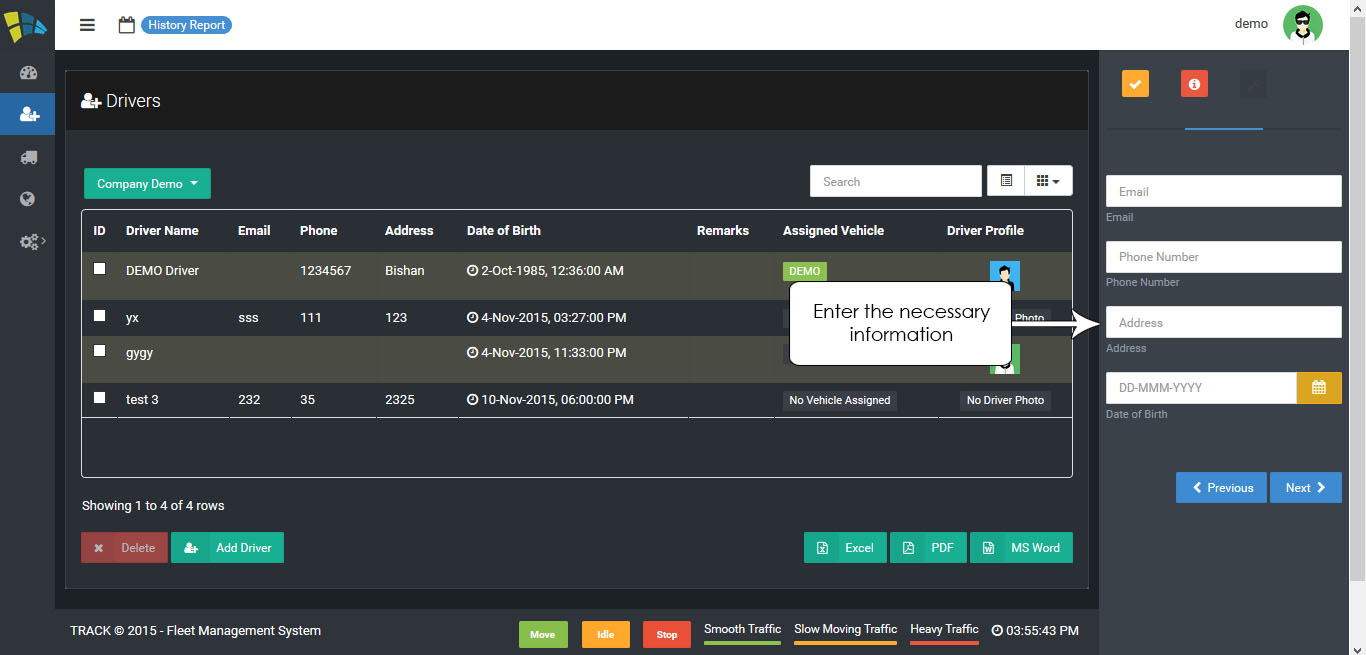 History Report
demo
Drivers
Company Demo
Search
ID Driver Name Email Phone Address Date of Birth Remarks Assigned Vehicle Driver Profile
DEMO Driver 1234567 Bishan 2-Oct-1985, 12:36:00 AM DEMO
yx sss 111 123 4-Nov-2015, 03:27:00 PM Photo
gygy 4-Nov-2015, 11:33:00 PM
test 3 232 35 2325 10-Nov-2015, 06:00:00 PM No Vehicle Assigned No Driver Photo
Enter the necessary
information
Showing 1 to 4 of 4 rows
Delete Add Driver Excel PDF MS Word
Email
Email
Phone Number
Phone Number
Address
Address
DD-MMM-YYYY
Date of Birth
Previous Next
TRACK © 2015 - Fleet Management System Move Idle Stop Smooth Traffic Slow Moving Traffic Heavy Traffic 03:55:43 PM